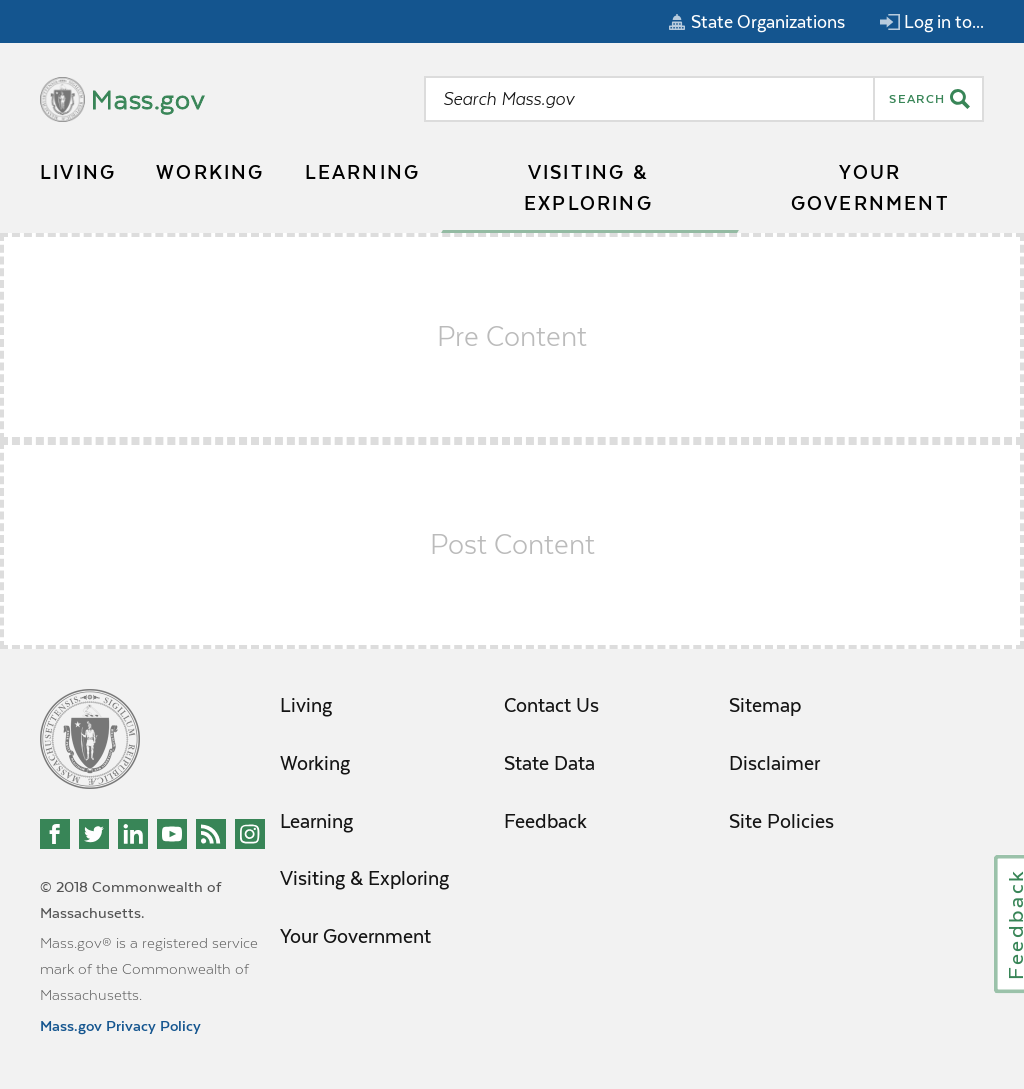 State Organizations
Log in to...
Mass.gov
Search Mass.gov
SEARCH
LIVING
WORKING
LEARNING
VISITING &
EXPLORING
YOUR
GOVERNMENT
Pre Content
Post Content
MASSACHUSETTENSIS. SIGILLUM REIPUBLICÆ
© 2018 Commonwealth of
Massachusetts.
Mass.gov® is a registered service
mark of the Commonwealth of
Massachusetts.
Mass.gov Privacy Policy
Living
Working
Learning
Visiting & Exploring
Your Government
Contact Us
State Data
Feedback
Sitemap
Disclaimer
Site Policies
Feedback